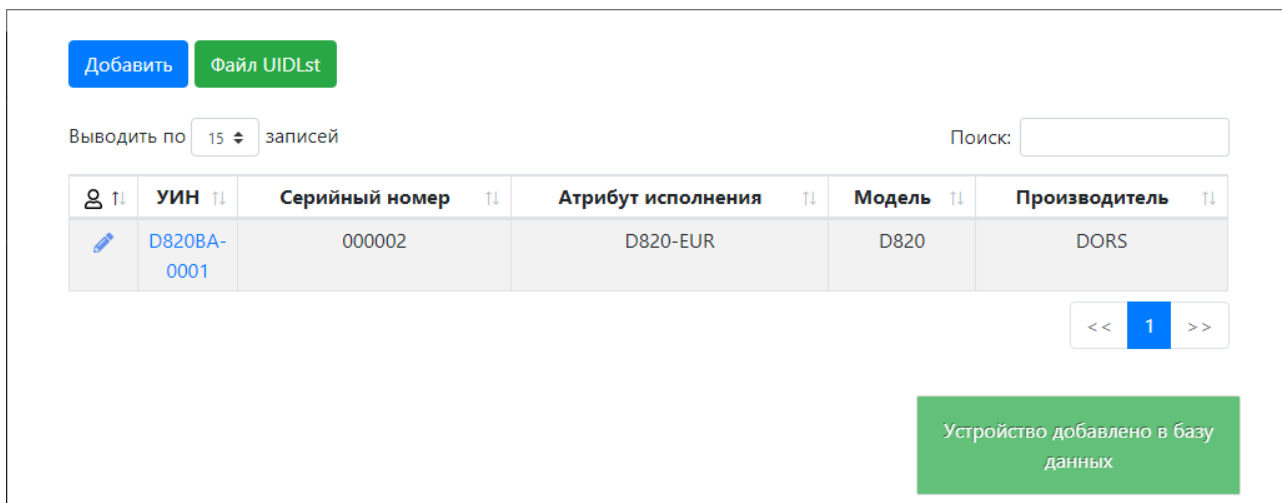 Добавить Файл UIDLst
Выводить по 15 записей Поиск:
УИН Серийный номер Атрибут исполнения Модель Производитель
D820BA-0001 000002 D820-EUR D820 DORS
<< 1 >>
Устройство добавлено в базу
данных